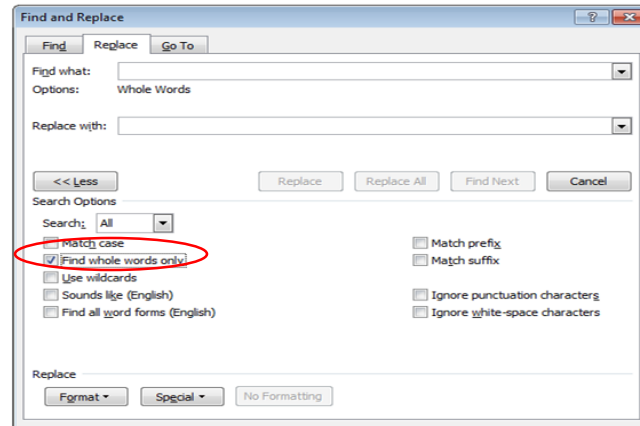 Find and Replace
Find Replace Go To
Find what:
Options: Whole Words
Replace with:
<< Less Replace Replace All Find Next Cancel
Search Options
Search: All
Match case Match prefix
Find whole words only Match suffix
Use wildcards
Sounds like (English) Ignore punctuation characters
Find all word forms (English) Ignore white-space characters
Replace
Format Special No Formatting